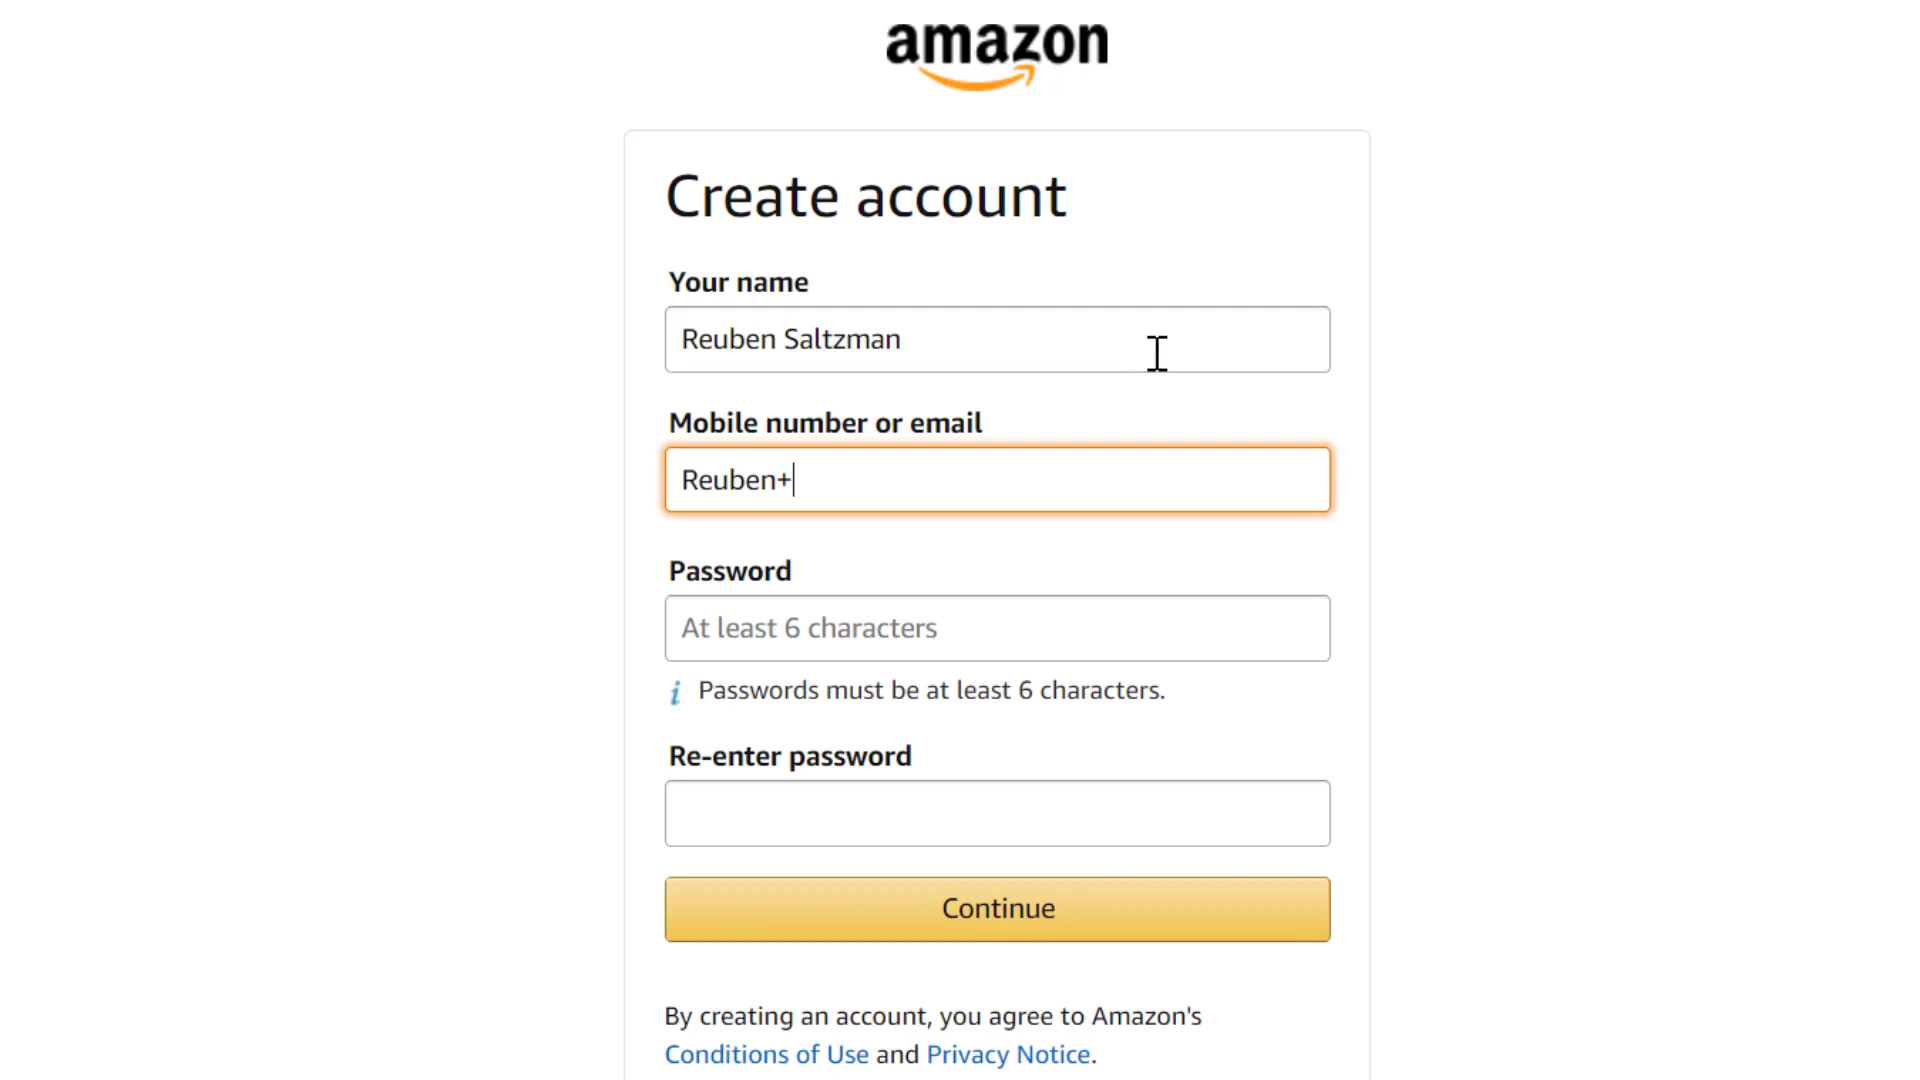 amazon
Create account
Your name
Reuben Saltzman
Mobile number or email
Reuben+
Password
At least 6 characters
i Passwords must be at least 6 characters.
Re-enter password
Continue
By creating an account, you agree to Amazon's
Conditions of Use and Privacy Notice.